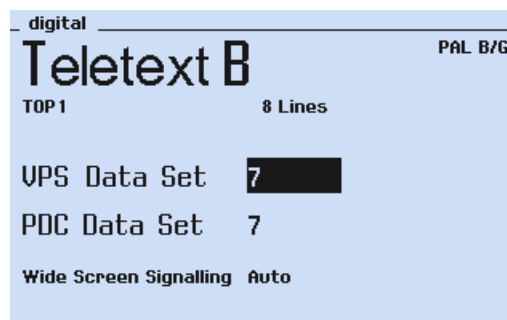 digital
Teletext B
PAL B/G
TOP1 8 Lines
VPS Data Set 7
PDC Data Set 7
Wide Screen Signalling Auto